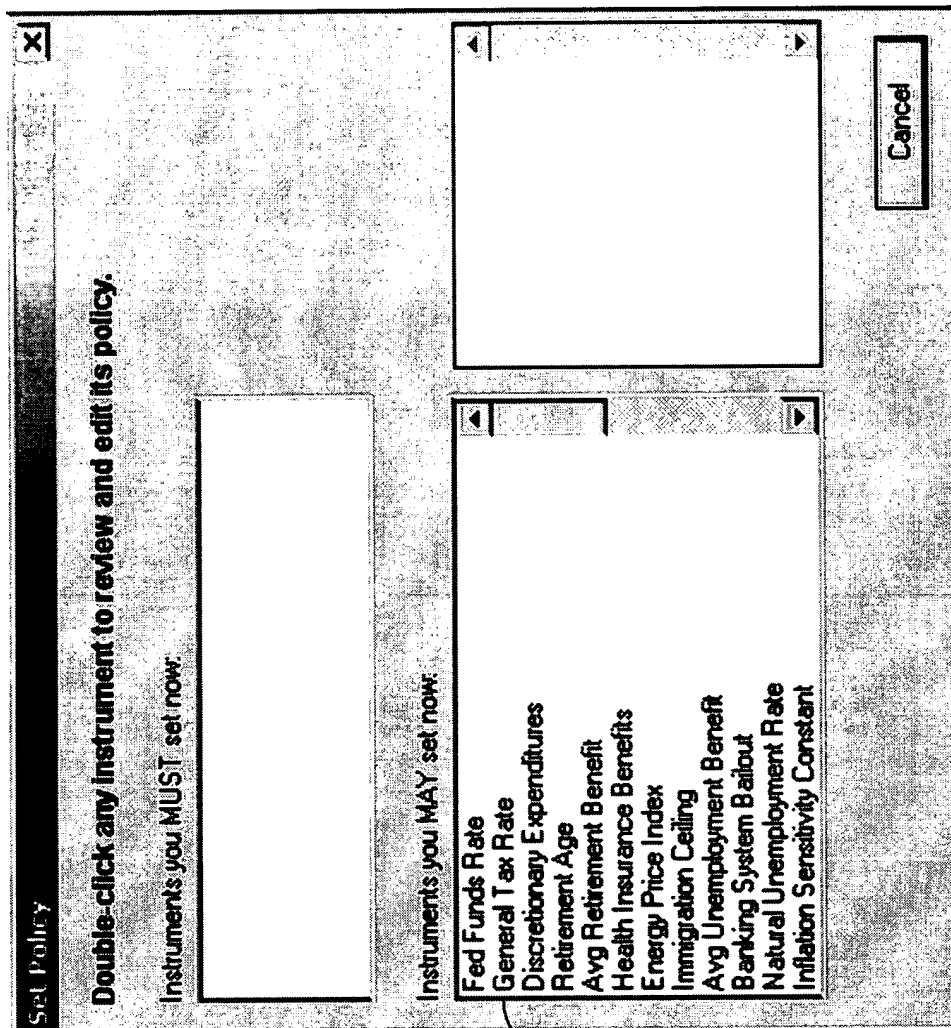 Set Policy
Double-click any instrument to review and edit its policy.
Instruments you MUST set now:
Instruments you MAY set now:
Fed Funds Rate
General Tax Rate
Discretionary Expenditures
Retirement Age
Avg Retirement Benefit
Health Insurance Benefits
Energy Price Index
Immigration Ceiling
Avg Unemployment Benefit
Banking System Bailout
Natural Unemployment Rate
Inflation Sensitivity Constant
Cancel